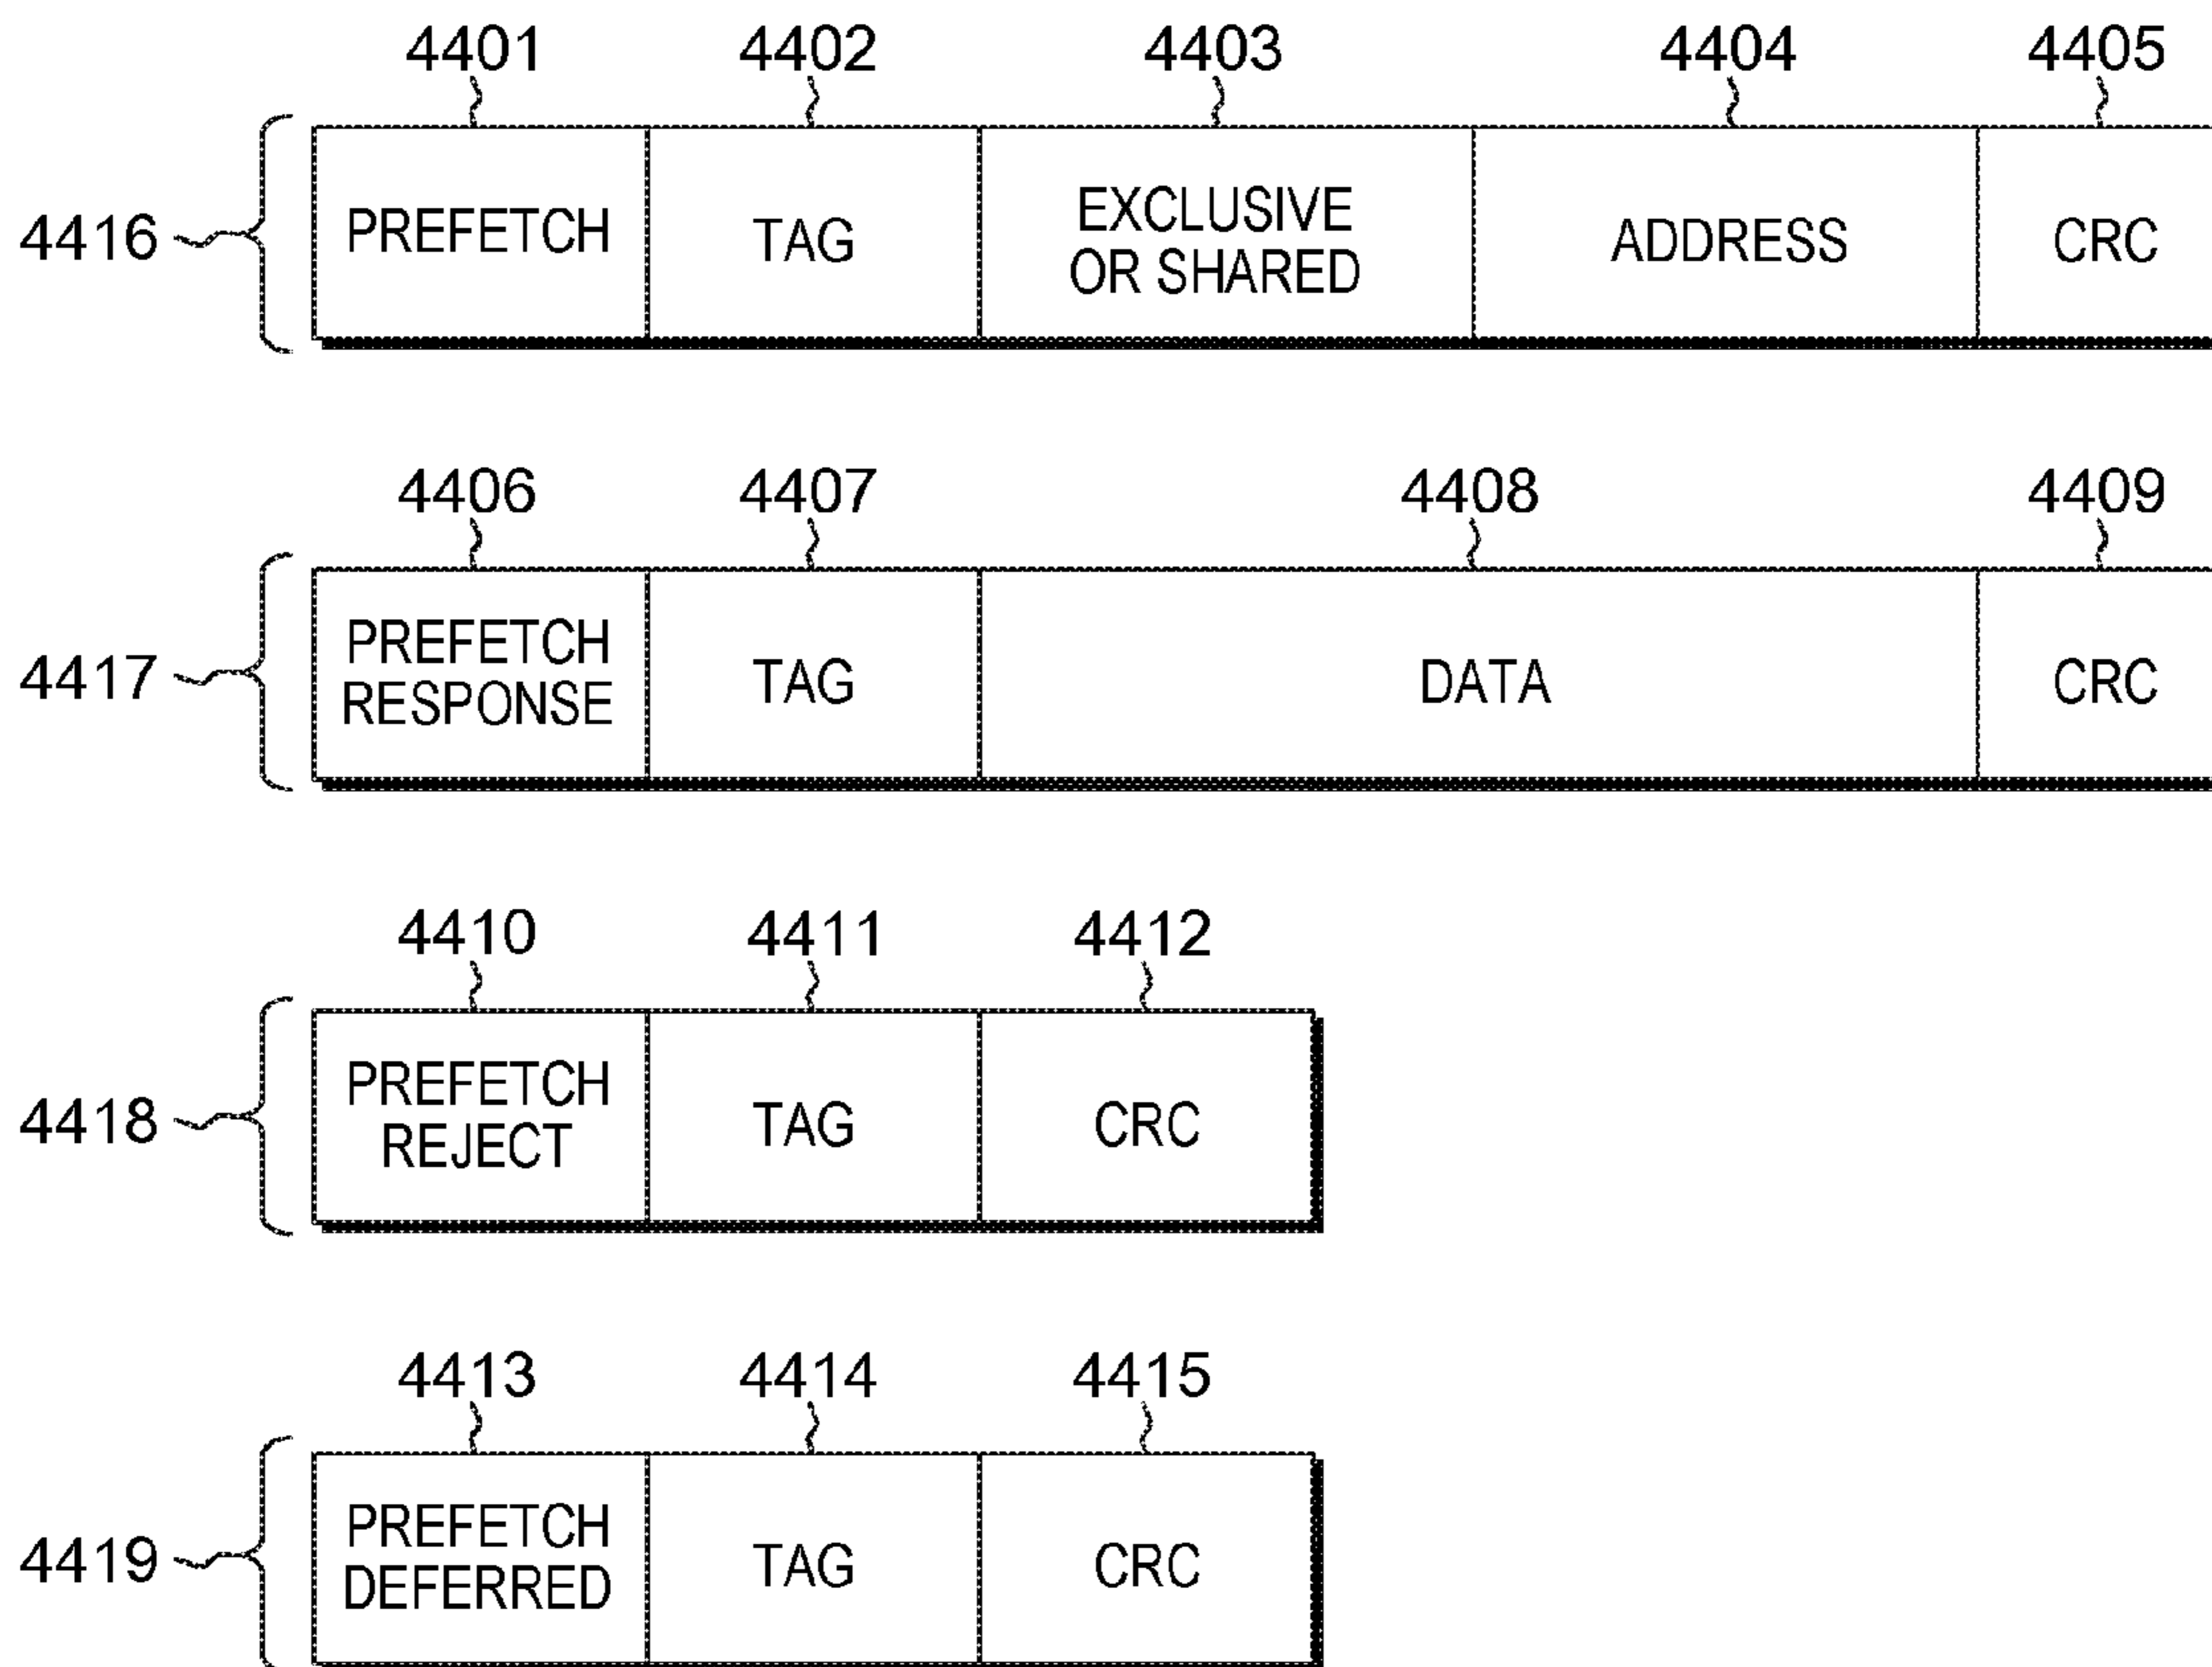 4401 4402 4403 4404 4405
4416
PREFETCH
TAG
EXCLUSIVE
OR SHARED
ADDRESS
CRC
4406 4407 4408 4409
4417
PREFETCH
RESPONSE
TAG
DATA
CRC
4410 4411 4412
4418
PREFETCH
REJECT
TAG
CRC
4413 4414 4415
4419
PREFETCH
DEFERRED
TAG
CRC